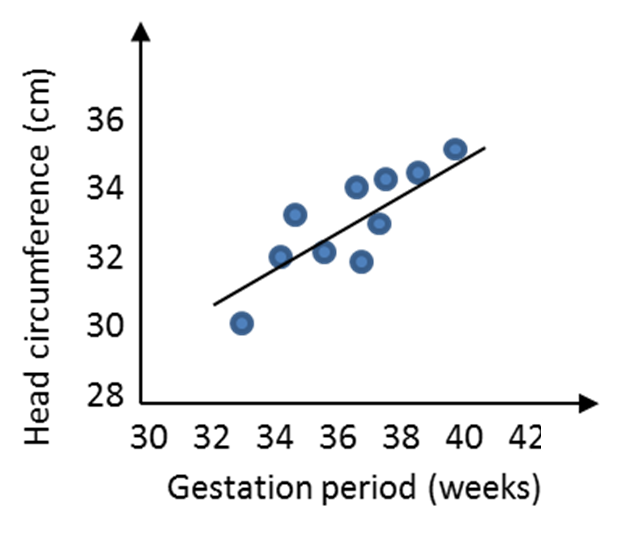 Head circumference (cm)
36
34
32
30
28
30 32 34 36 38 40 42
Gestation period (weeks)